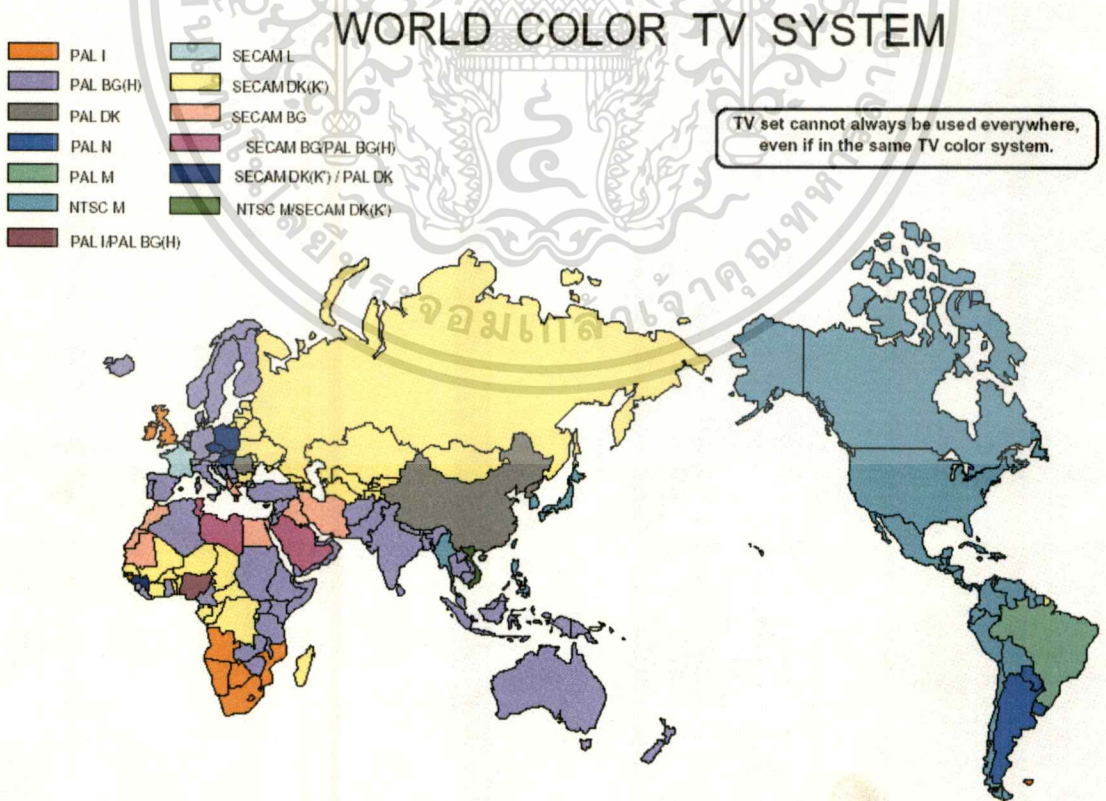 WORLD COLOR TV SYSTEM
PAL I
PAL BG(H)
PAL DK
PAL N
PAL M
NTSC M
PAL I/PAL BG(H)
SECAM L
SECAM DK(K')
SECAM BG
SECAM BG/PAL BG(H)
SECAM DK(K') / PAL DK
NTSC M/SECAM DK(K')
TV set cannot always be used everywhere,
even if in the same TV color system.